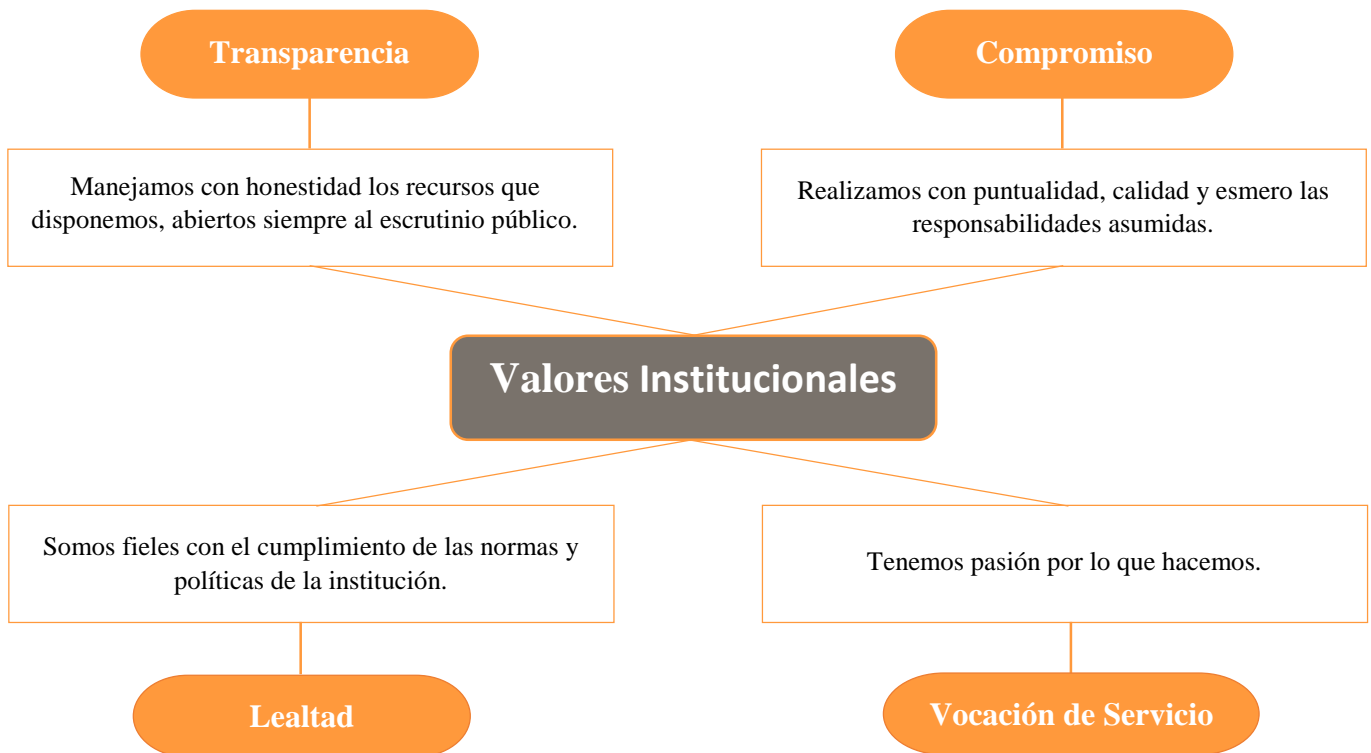 Transparencia
Compromiso
Manejamos con honestidad los recursos que
disponemos, abiertos siempre al escrutinio público.
Realizamos con puntualidad, calidad y esmero las
responsabilidades asumidas.
Valores Institucionales
Somos fieles con el cumplimiento de las normas y
políticas de la institución.
Tenemos pasión por lo que hacemos.
Lealtad
Vocación de Servicio